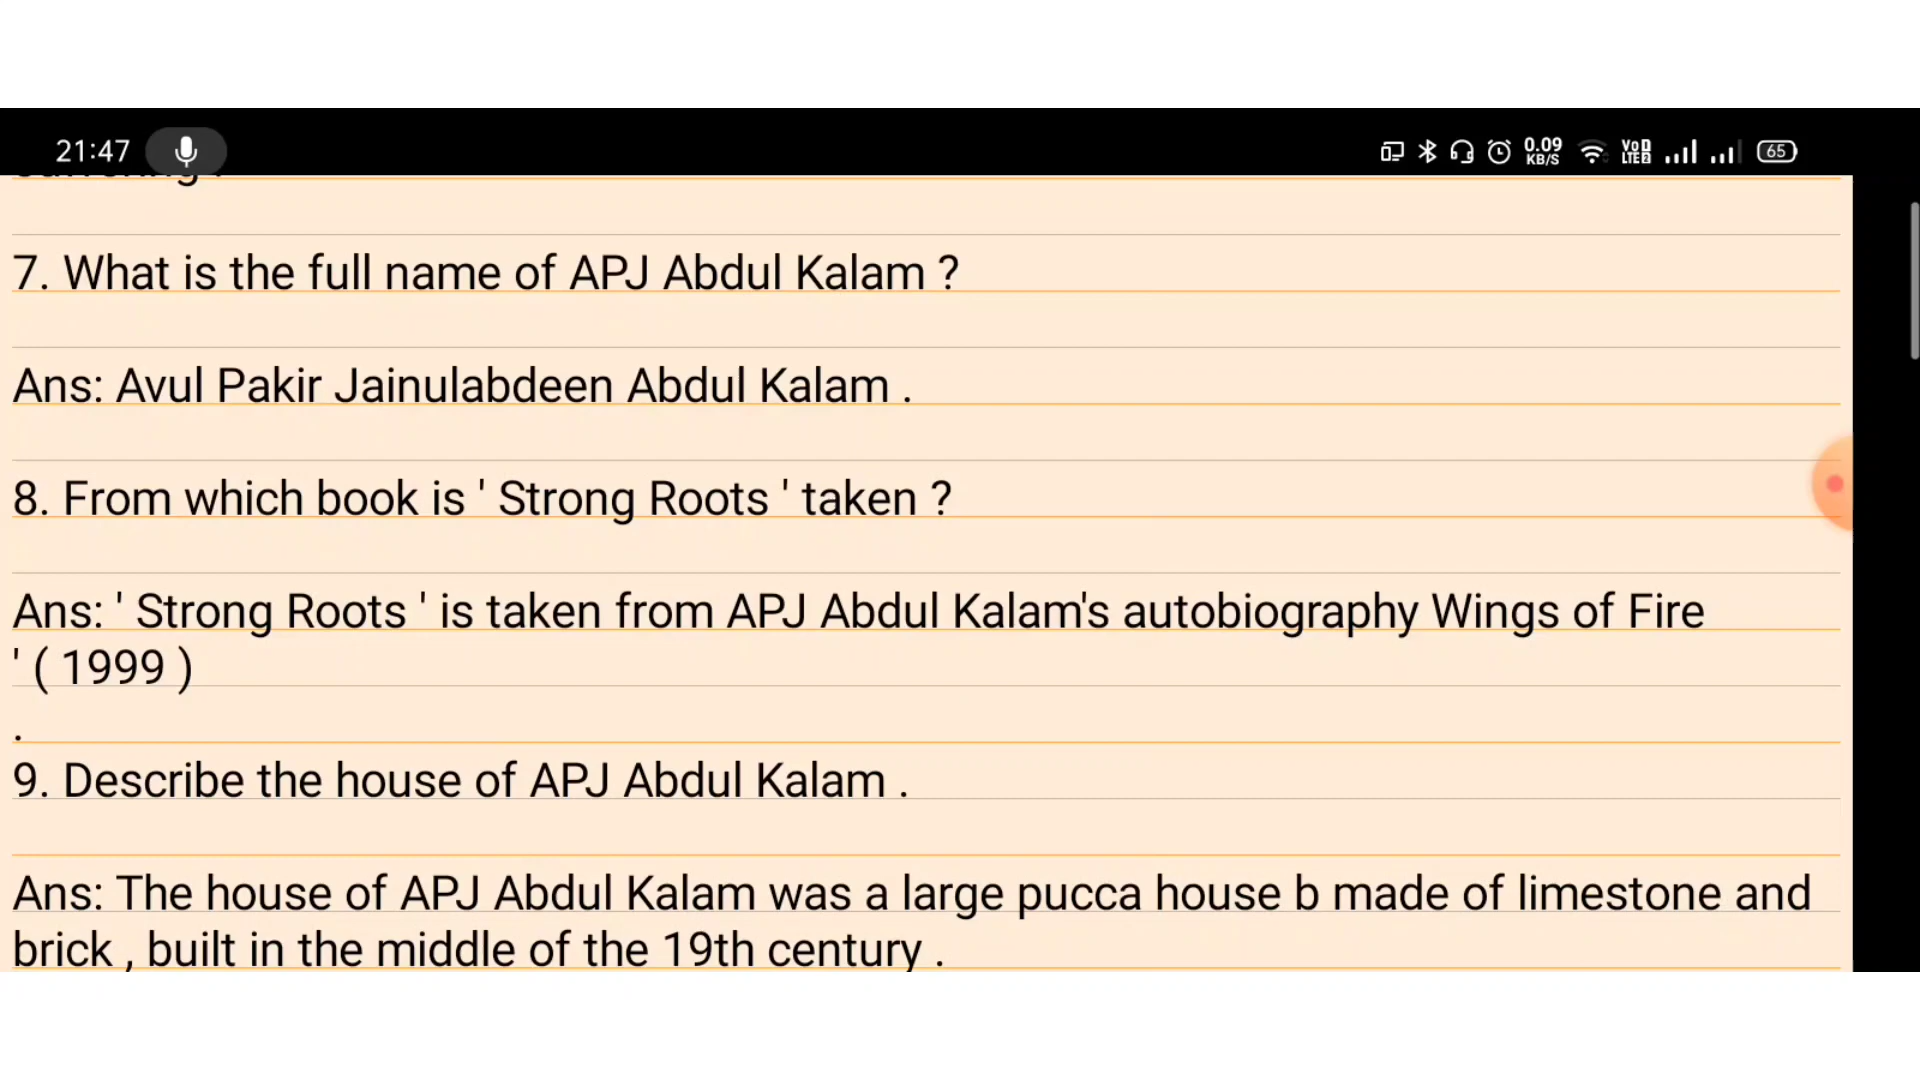 21:47
0.09
KB/S
VoD
LTE2
65
7. What is the full name of APJ Abdul Kalam ?
Ans: Avul Pakir Jainulabdeen Abdul Kalam .
8. From which book is ' Strong Roots ' taken ?
Ans: ' Strong Roots ' is taken from APJ Abdul Kalam's autobiography Wings of Fire
' ( 1999 )
.
9. Describe the house of APJ Abdul Kalam .
Ans: The house of APJ Abdul Kalam was a large pucca house b made of limestone and
brick , built in the middle of the 19th century .